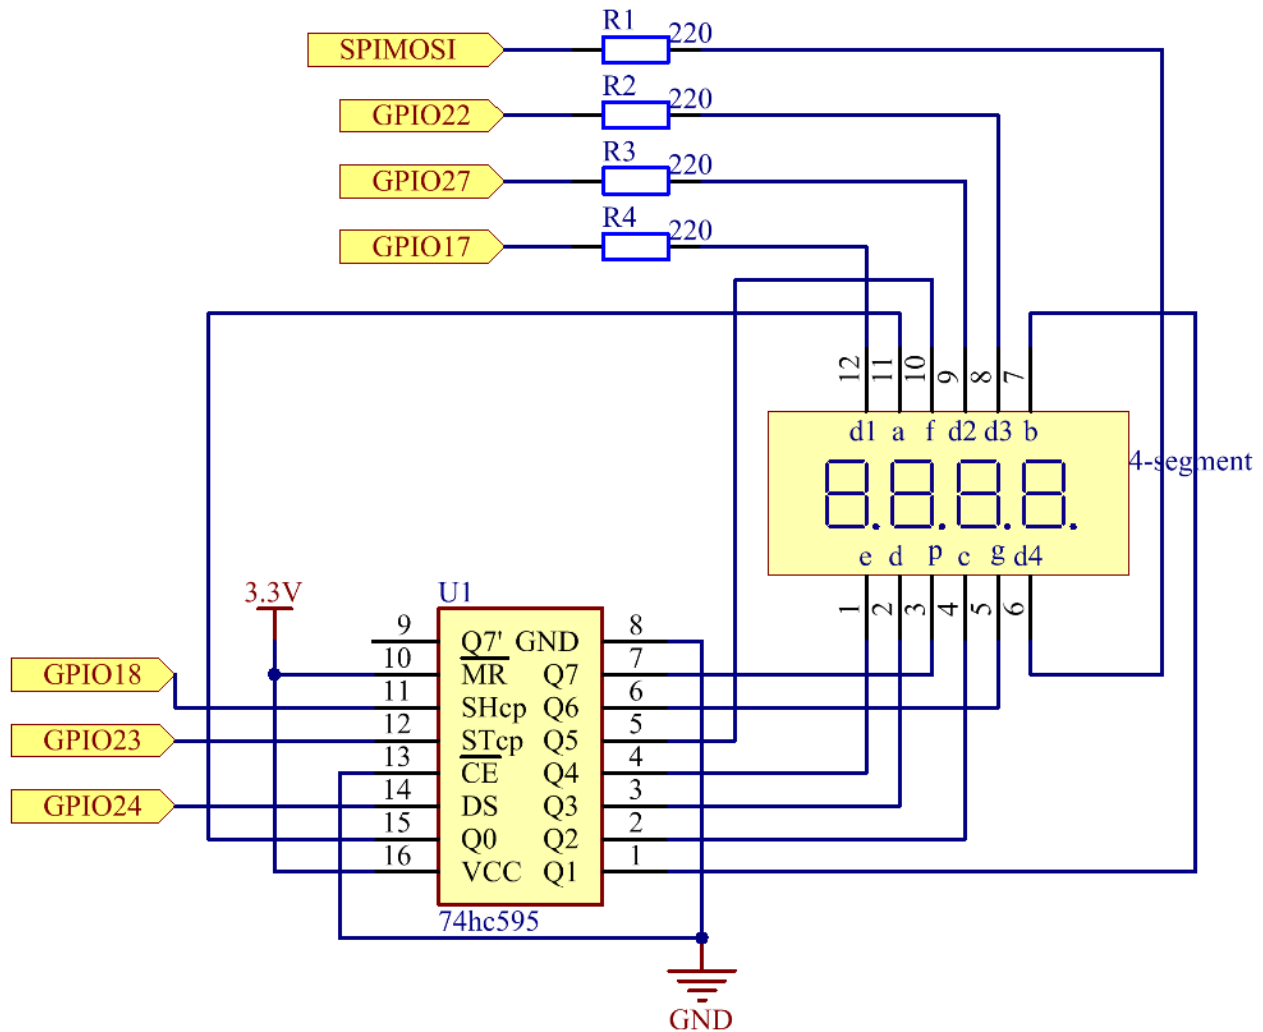 R1
SPIMOSI
220
R2
GPIO22
220
R3
GPIO27
220
R4
GPIO17
220
12 11 10 9 8 7
d1 a f d2 d3 b
4-segment
e d p c g d4
1 2 3 4 5 6
3.3V
U1
9 Q7' GND 8
10 MR Q7 7
GPIO18
11 SHcp Q6 6
12 STcp Q5 5
GPIO23
13 CE Q4 4
14 DS Q3 3
GPIO24
15 Q0 Q2 2
16 VCC Q1 1
74hc595
GND